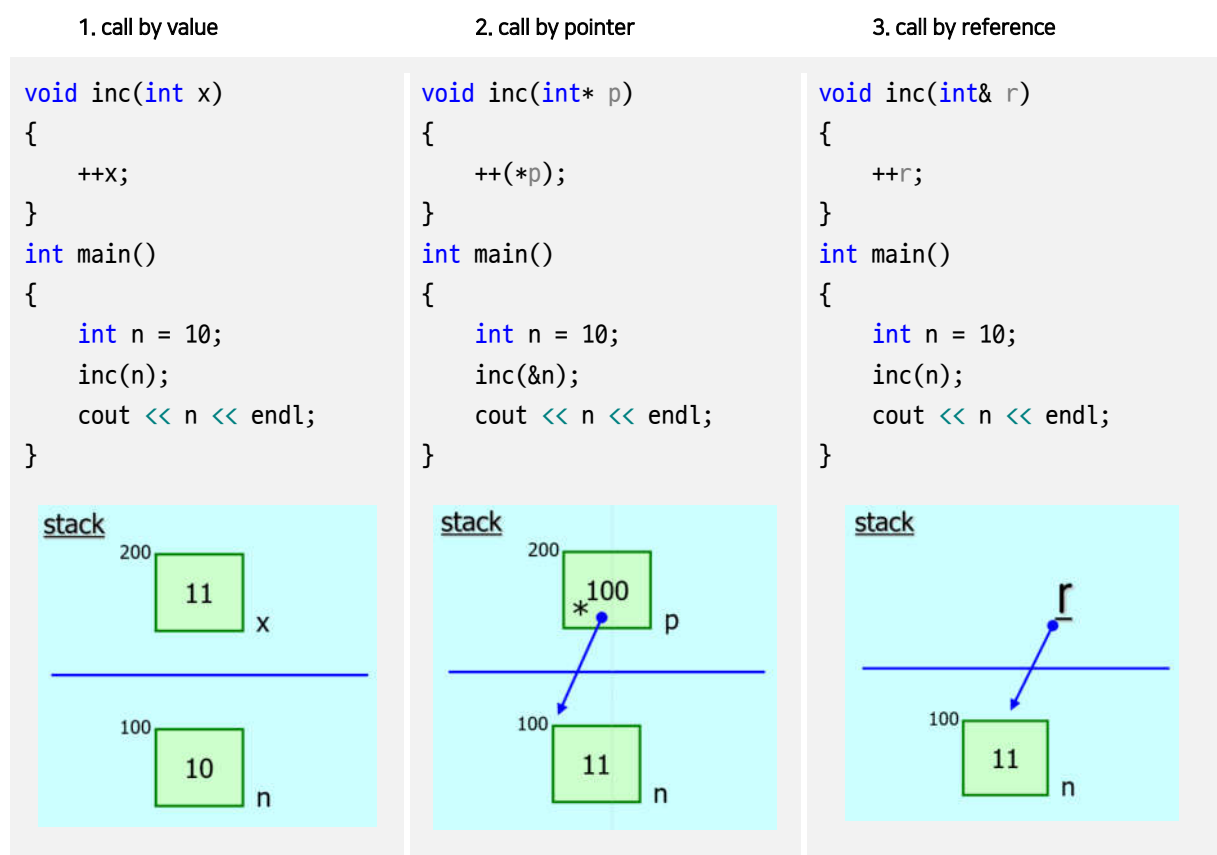 1. call by value
void inc(int x)
{
++x;
}
int main()
{
int n = 10;
inc(n);
cout << n << endl;
}
stack
200
11
x
100
10
n
2. call by pointer
void inc(int* p)
{
++(*p);
}
int main()
{
int n = 10;
inc(&n);
cout << n << endl;
}
stack
200
*100
p
100
11
n
3. call by reference
void inc(int& r)
{
++r;
}
int main()
{
int n = 10;
inc(n);
cout << n << endl;
}
stack
r
100
11
n